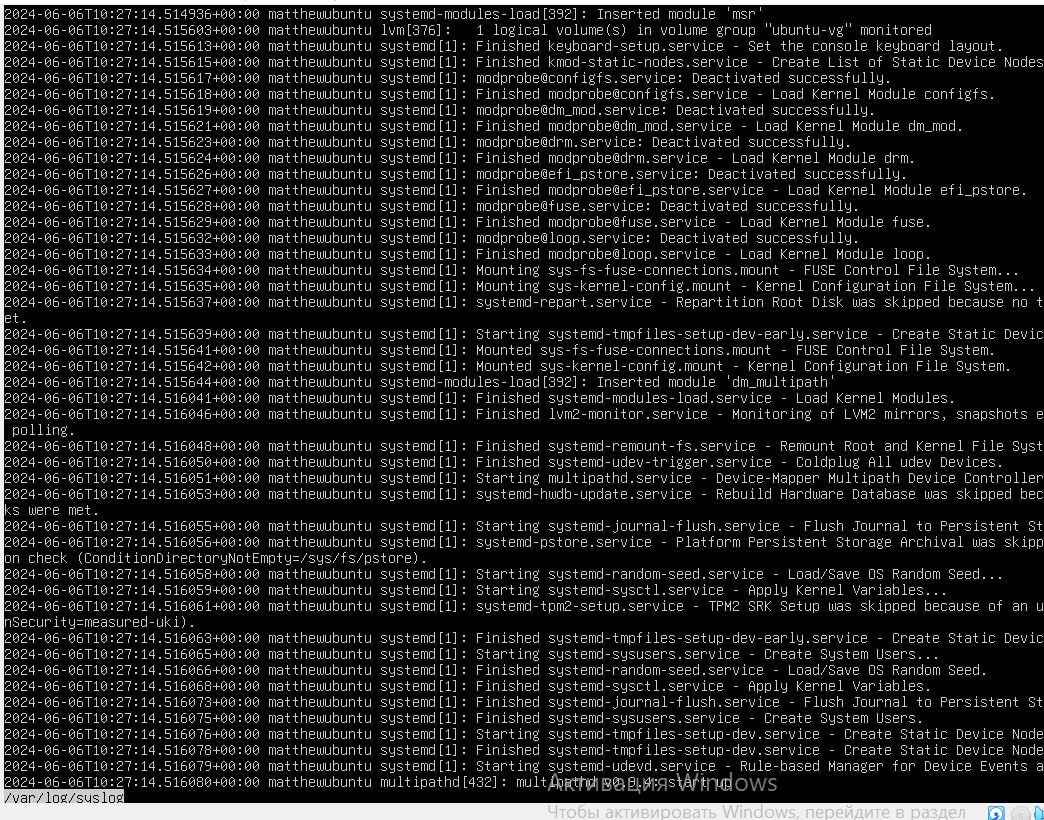 2024-06-06T10:27:14.514936+00:00 matthewubuntu systemd-modules-load[392]: Inserted module 'msr'
2024-06-06T10:27:14.515603+00:00 matthewubuntu lvm[376]:   1 logical volume(s) in volume group "ubuntu-vg" monitored
2024-06-06T10:27:14.515613+00:00 matthewubuntu systemd[1]: Finished keyboard-setup.service - Set the console keyboard layout.
2024-06-06T10:27:14.515615+00:00 matthewubuntu systemd[1]: Finished kmod-static-nodes.service - Create List of Static Device Nodes
2024-06-06T10:27:14.515617+00:00 matthewubuntu systemd[1]: modprobe@configfs.service: Deactivated successfully.
2024-06-06T10:27:14.515618+00:00 matthewubuntu systemd[1]: Finished modprobe@configfs.service - Load Kernel Module configfs.
2024-06-06T10:27:14.515619+00:00 matthewubuntu systemd[1]: modprobe@dm_mod.service: Deactivated successfully.
2024-06-06T10:27:14.515621+00:00 matthewubuntu systemd[1]: Finished modprobe@dm_mod.service - Load Kernel Module dm_mod.
2024-06-06T10:27:14.515623+00:00 matthewubuntu systemd[1]: modprobe@drm.service: Deactivated successfully.
2024-06-06T10:27:14.515624+00:00 matthewubuntu systemd[1]: Finished modprobe@drm.service - Load Kernel Module drm.
2024-06-06T10:27:14.515626+00:00 matthewubuntu systemd[1]: modprobe@efi_pstore.service: Deactivated successfully.
2024-06-06T10:27:14.515627+00:00 matthewubuntu systemd[1]: Finished modprobe@efi_pstore.service - Load Kernel Module efi_pstore.
2024-06-06T10:27:14.515628+00:00 matthewubuntu systemd[1]: modprobe@fuse.service: Deactivated successfully.
2024-06-06T10:27:14.515629+00:00 matthewubuntu systemd[1]: Finished modprobe@fuse.service - Load Kernel Module fuse.
2024-06-06T10:27:14.515632+00:00 matthewubuntu systemd[1]: modprobe@loop.service: Deactivated successfully.
2024-06-06T10:27:14.515633+00:00 matthewubuntu systemd[1]: Finished modprobe@loop.service - Load Kernel Module loop.
2024-06-06T10:27:14.515634+00:00 matthewubuntu systemd[1]: Mounting sys-fs-fuse-connections.mount - FUSE Control File System...
2024-06-06T10:27:14.515635+00:00 matthewubuntu systemd[1]: Mounting sys-kernel-config.mount - Kernel Configuration File System...
2024-06-06T10:27:14.515637+00:00 matthewubuntu systemd[1]: systemd-repart.service - Repartition Root Disk was skipped because no t
et.
2024-06-06T10:27:14.515639+00:00 matthewubuntu systemd[1]: Starting systemd-tmpfiles-setup-dev-early.service - Create Static Devic
2024-06-06T10:27:14.515641+00:00 matthewubuntu systemd[1]: Mounted sys-fs-fuse-connections.mount - FUSE Control File System.
2024-06-06T10:27:14.515642+00:00 matthewubuntu systemd[1]: Mounted sys-kernel-config.mount - Kernel Configuration File System.
2024-06-06T10:27:14.515644+00:00 matthewubuntu systemd-modules-load[392]: Inserted module 'dm_multipath'
2024-06-06T10:27:14.516041+00:00 matthewubuntu systemd[1]: Finished systemd-modules-load.service - Load Kernel Modules.
2024-06-06T10:27:14.516046+00:00 matthewubuntu systemd[1]: Finished lvm2-monitor.service - Monitoring of LVM2 mirrors, snapshots e
 polling.
2024-06-06T10:27:14.516048+00:00 matthewubuntu systemd[1]: Finished systemd-remount-fs.service - Remount Root and Kernel File Syst
2024-06-06T10:27:14.516050+00:00 matthewubuntu systemd[1]: Finished systemd-udev-trigger.service - Coldplug All udev Devices.
2024-06-06T10:27:14.516051+00:00 matthewubuntu systemd[1]: Starting multipathd.service - Device-Mapper Multipath Device Controller
2024-06-06T10:27:14.516053+00:00 matthewubuntu systemd[1]: systemd-hwdb-update.service - Rebuild Hardware Database was skipped bec
ks were met.
2024-06-06T10:27:14.516055+00:00 matthewubuntu systemd[1]: Starting systemd-journal-flush.service - Flush Journal to Persistent St
2024-06-06T10:27:14.516056+00:00 matthewubuntu systemd[1]: systemd-pstore.service - Platform Persistent Storage Archival was skipp
on check (ConditionDirectoryNotEmpty=/sys/fs/pstore).
2024-06-06T10:27:14.516058+00:00 matthewubuntu systemd[1]: Starting systemd-random-seed.service - Load/Save OS Random Seed...
2024-06-06T10:27:14.516059+00:00 matthewubuntu systemd[1]: Starting systemd-sysctl.service - Apply Kernel Variables...
2024-06-06T10:27:14.516061+00:00 matthewubuntu systemd[1]: systemd-tpm2-setup.service - TPM2 SRK Setup was skipped because of an u
nSecurity=measured-uki).
2024-06-06T10:27:14.516063+00:00 matthewubuntu systemd[1]: Finished systemd-tmpfiles-setup-dev-early.service - Create Static Devic
2024-06-06T10:27:14.516065+00:00 matthewubuntu systemd[1]: Starting systemd-sysusers.service - Create System Users...
2024-06-06T10:27:14.516066+00:00 matthewubuntu systemd[1]: Finished systemd-random-seed.service - Load/Save OS Random Seed.
2024-06-06T10:27:14.516068+00:00 matthewubuntu systemd[1]: Finished systemd-sysctl.service - Apply Kernel Variables.
2024-06-06T10:27:14.516073+00:00 matthewubuntu systemd[1]: Finished systemd-journal-flush.service - Flush Journal to Persistent St
2024-06-06T10:27:14.516075+00:00 matthewubuntu systemd[1]: Finished systemd-sysusers.service - Create System Users.
2024-06-06T10:27:14.516076+00:00 matthewubuntu systemd[1]: Starting systemd-tmpfiles-setup-dev.service - Create Static Device Node
2024-06-06T10:27:14.516078+00:00 matthewubuntu systemd[1]: Finished systemd-tmpfiles-setup-dev.service - Create Static Device Node
2024-06-06T10:27:14.516079+00:00 matthewubuntu systemd[1]: Starting systemd-udevd.service - Rule-based Manager for Device Events a
2024-06-06T10:27:14.516080+00:00 matthewubuntu multipathd[432]: up
Активация Windows
/var/log/syslog
Чтобы активировать Windows, перейдите в раздел